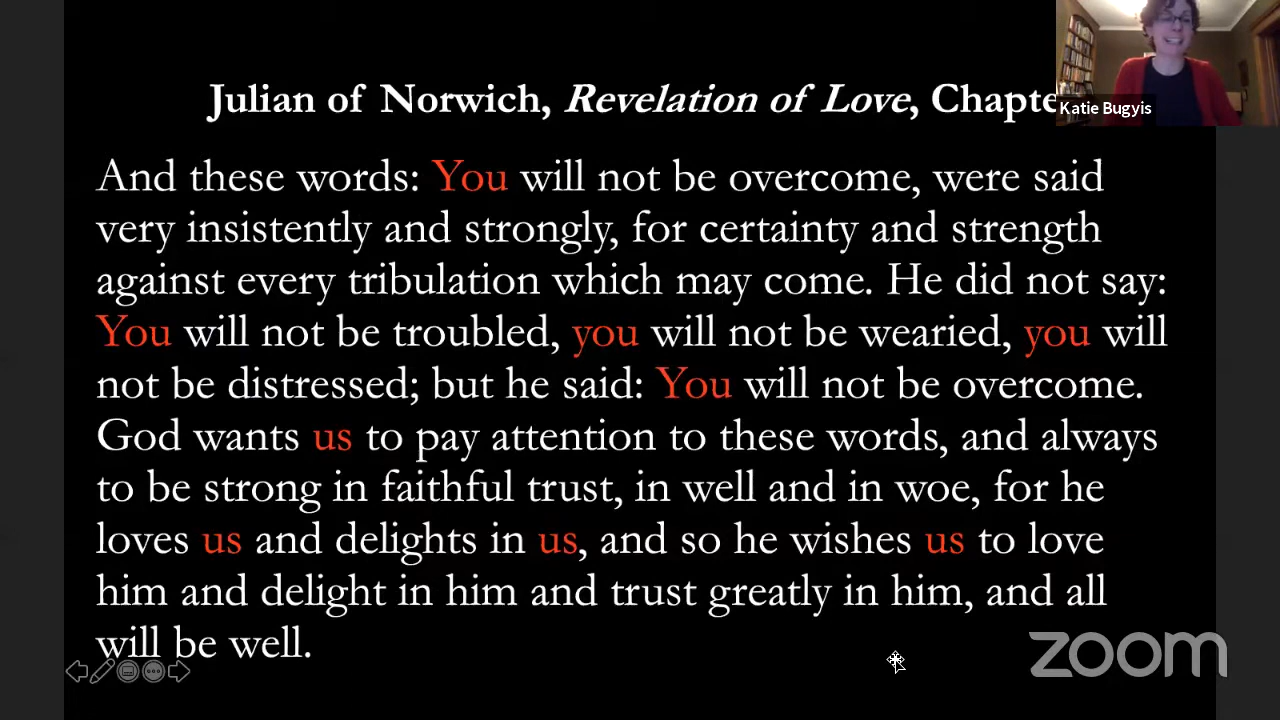 Julian of Norwich, Revelation of Love, Chapte
Katie Bugyis
And these words: You will not be overcome, were said
very insistently and strongly, for certainty and strength
against every tribulation which may come. He did not say:
You will not be troubled, you will not be wearied, you will
not be distressed; but he said: You will not be overcome.
God wants us to pay attention to these words, and always
to be strong in faithful trust, in well and in woe, for he
loves us and delights in us, and so he wishes us to love
him and delight in him and trust greatly in him, and all
will be well.
zoom